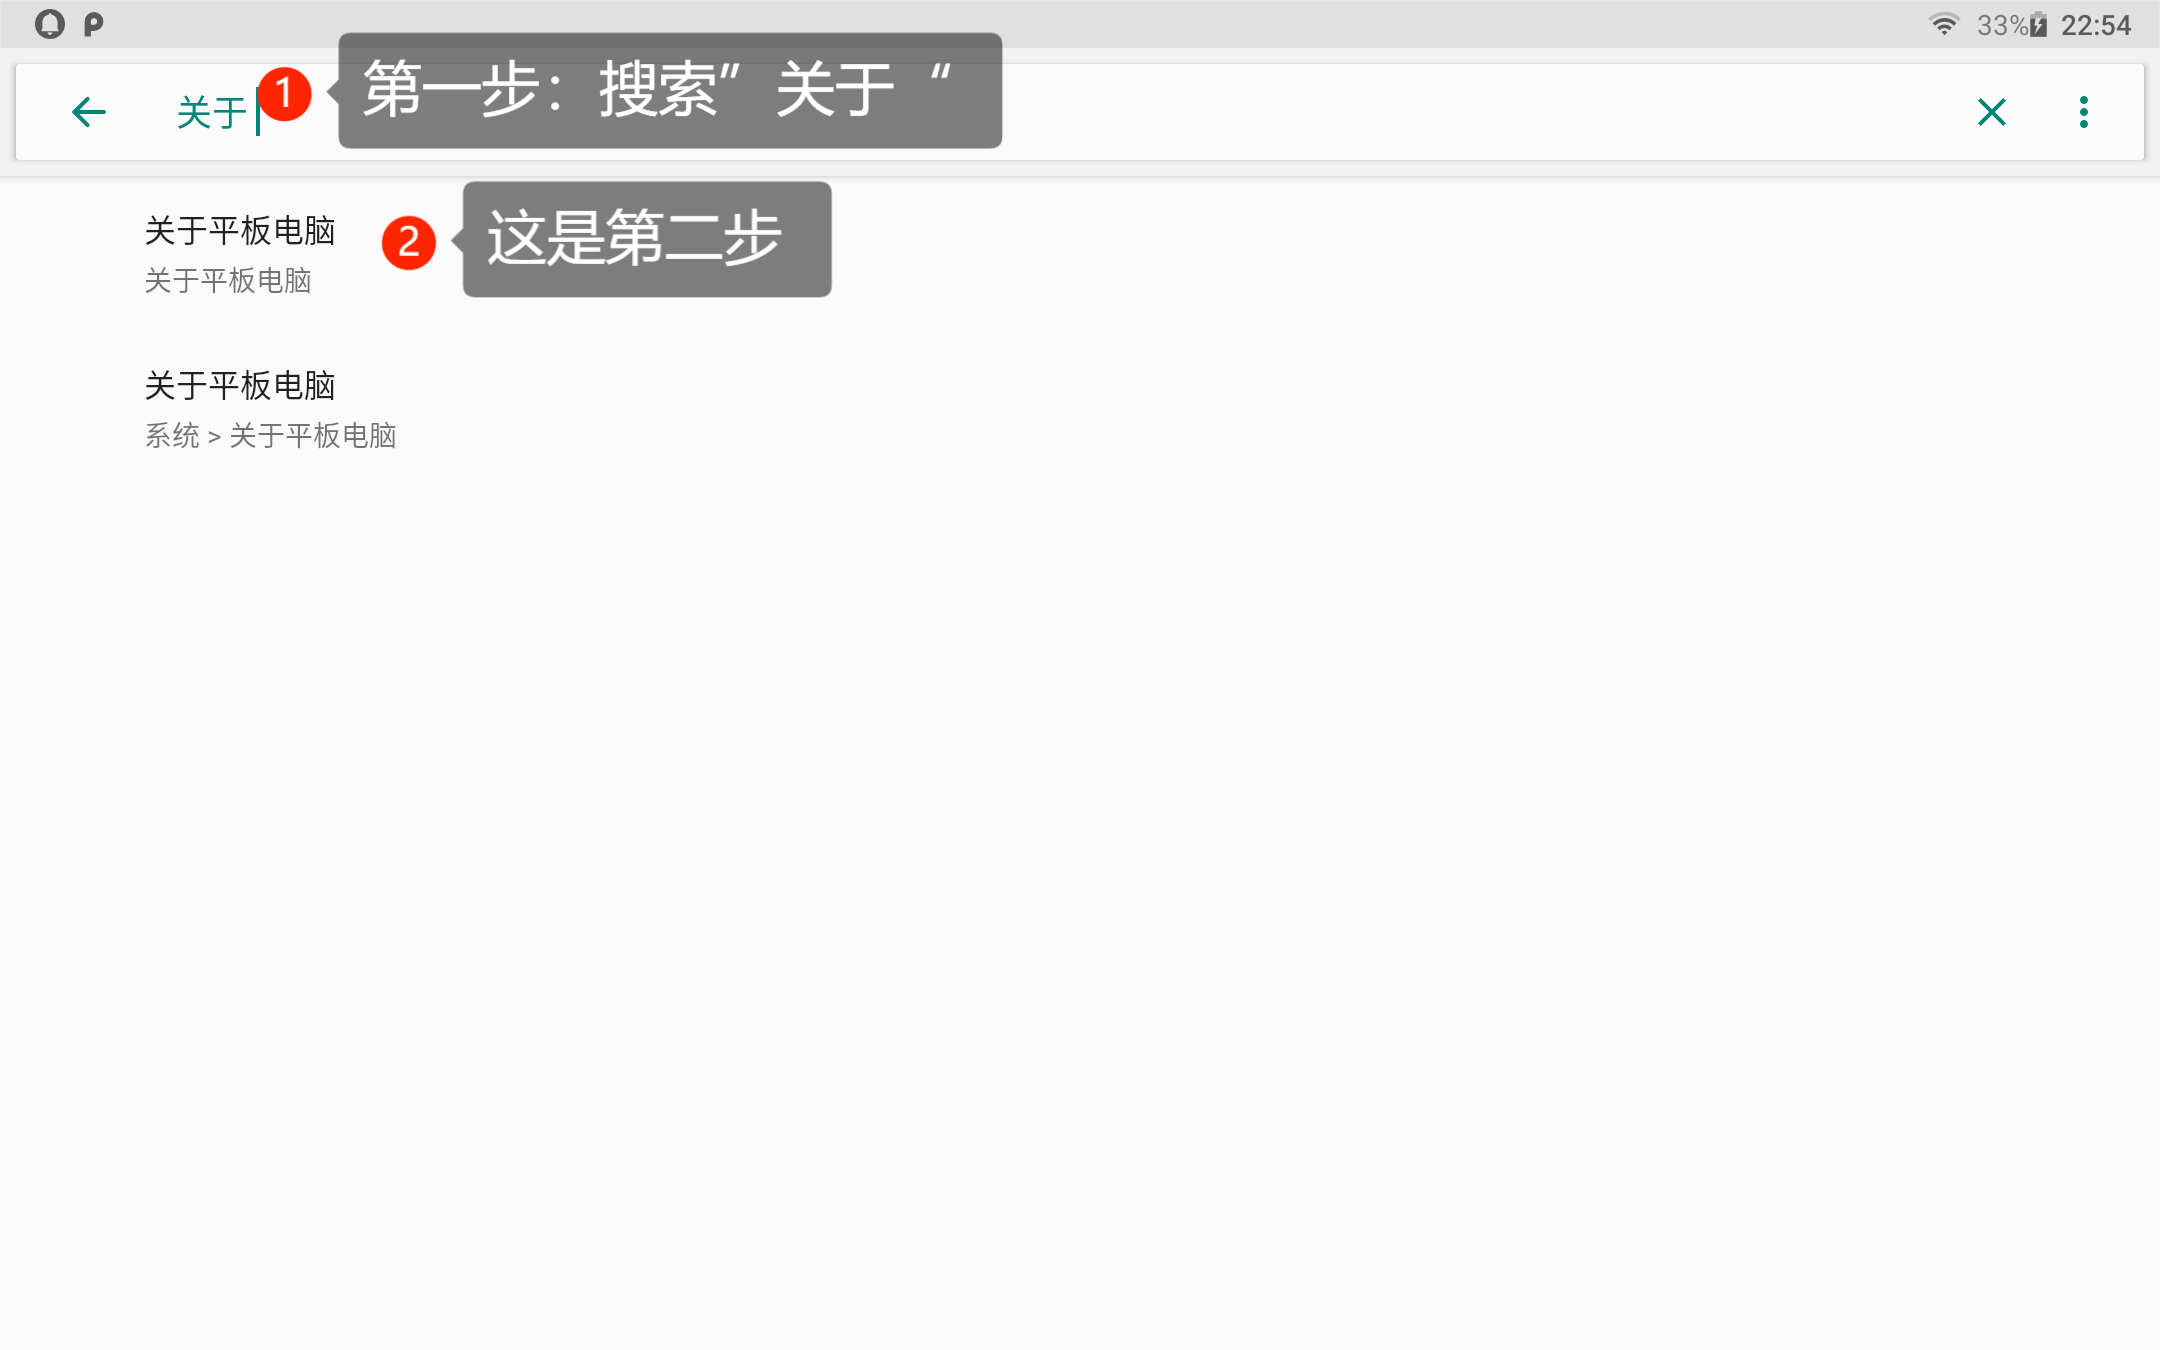 33% 22:54
关于
1 第一步：搜索”关于“
关于平板电脑
关于平板电脑
2 这是第二步
关于平板电脑
系统 > 关于平板电脑